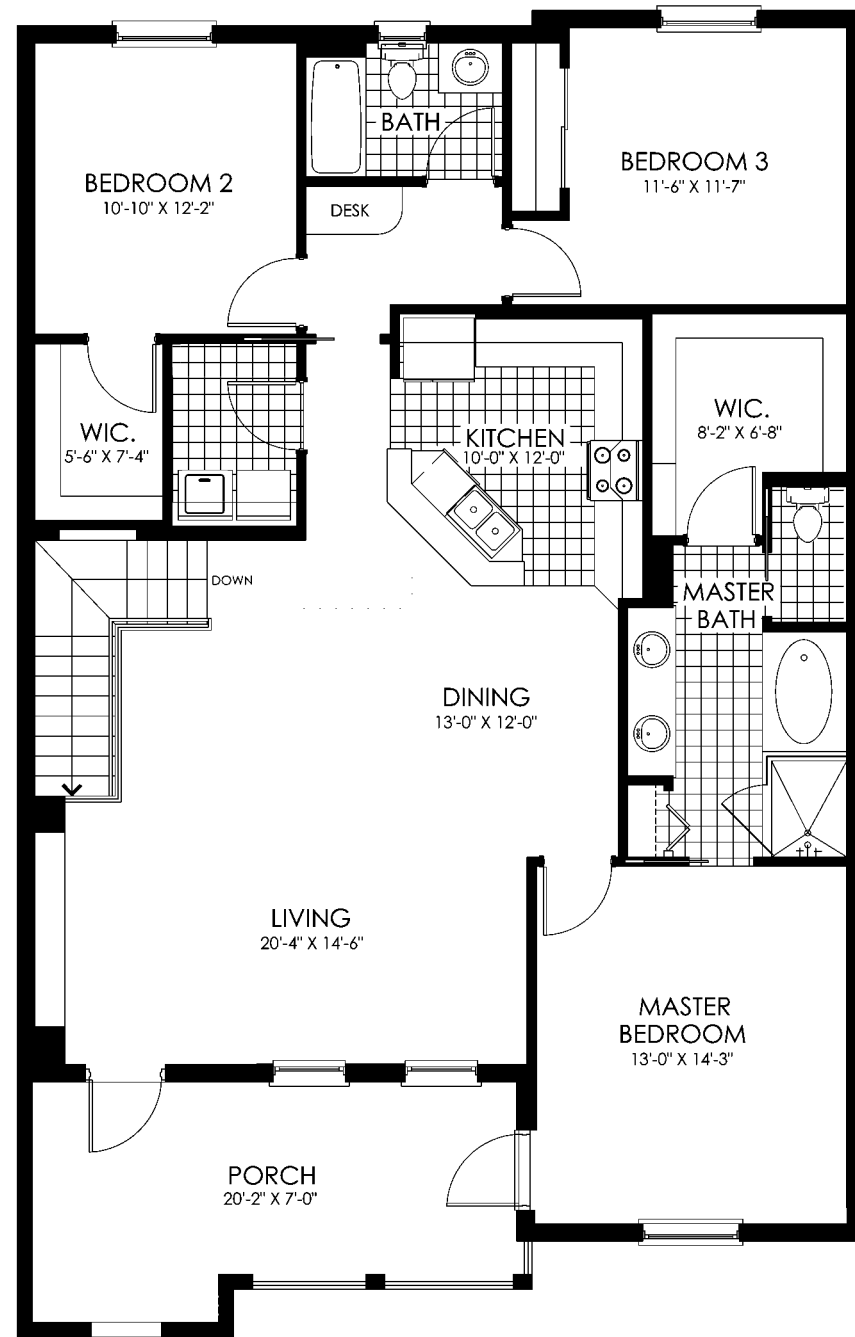 BATH
BEDROOM 2
10'-10" X 12'-2"
BEDROOM 3
11'-6" X 11'-7"
DESK
WIC.
5'-6" X 7'-4"
KITCHEN
10'-0" X 12'-0"
WIC.
8'-2" X 6'-8"
DOWN
MASTER
BATH
DINING
13'-0" X 12'-0"
LIVING
20'-4" X 14'-6"
MASTER
BEDROOM
13'-0" X 14'-3"
PORCH
20'-2" X 7'-0"